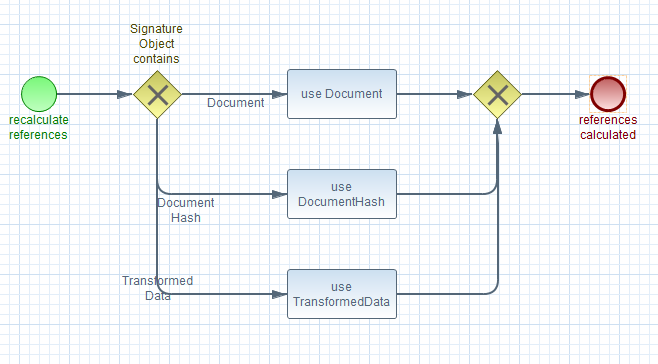 Signature
Object
contains
recalculate
references
Document
use Document
references
calculated
Document
Hash
use
DocumentHash
Transformed
Data
use
TransformedData